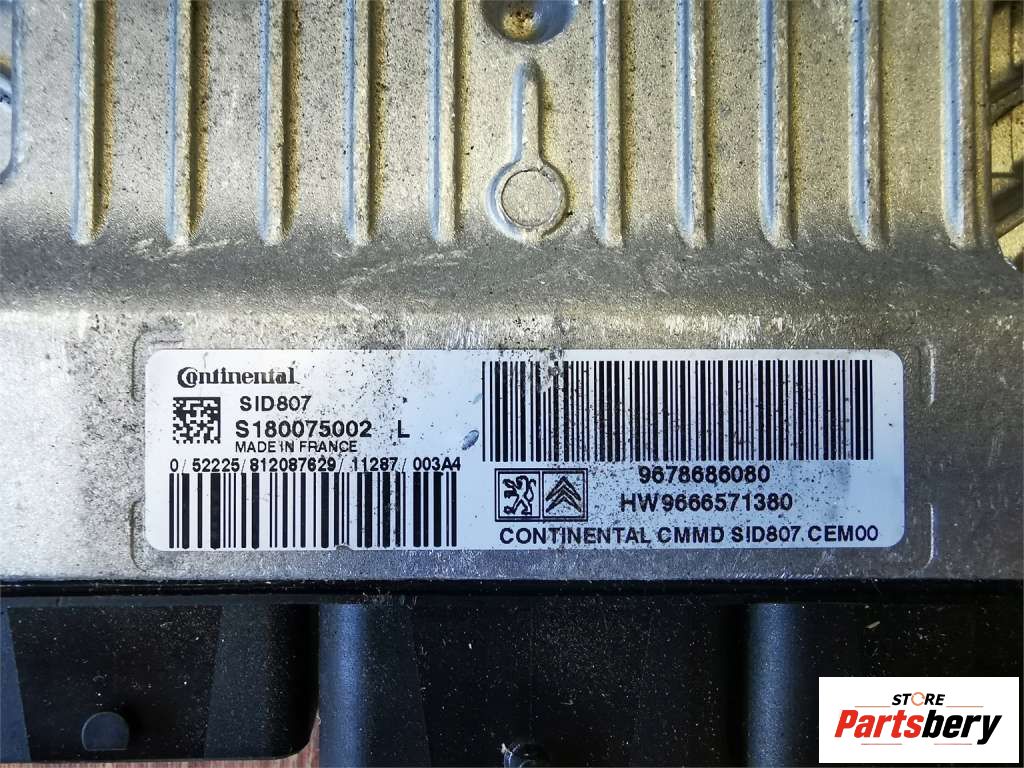 Continental
SID807
S180075002 L
MADE IN FRANCE
0/52225/812087629/11287/003A4
9678686080
HW9666571380
CONTINENTAL CMMD SID807.CEM00
STORE
Partsbery